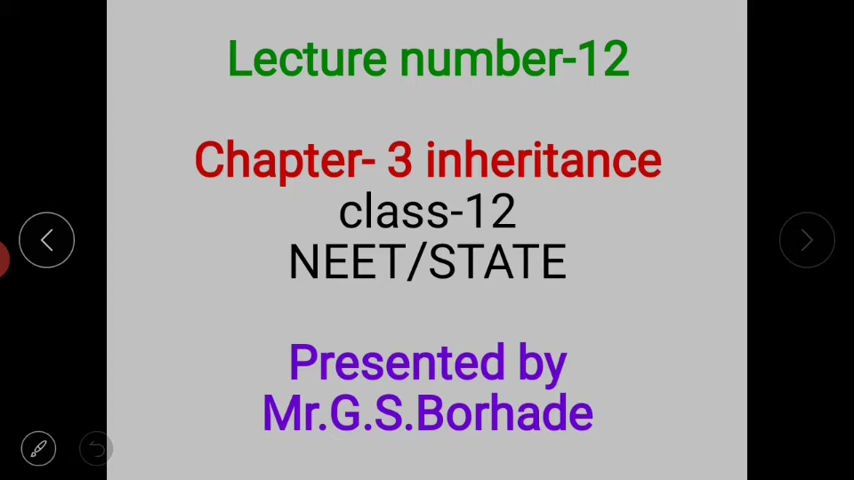 Lecture number-12
Chapter- 3 inheritance
class-12
NEET/STATE
Presented by
Mr.G.S.Borhade